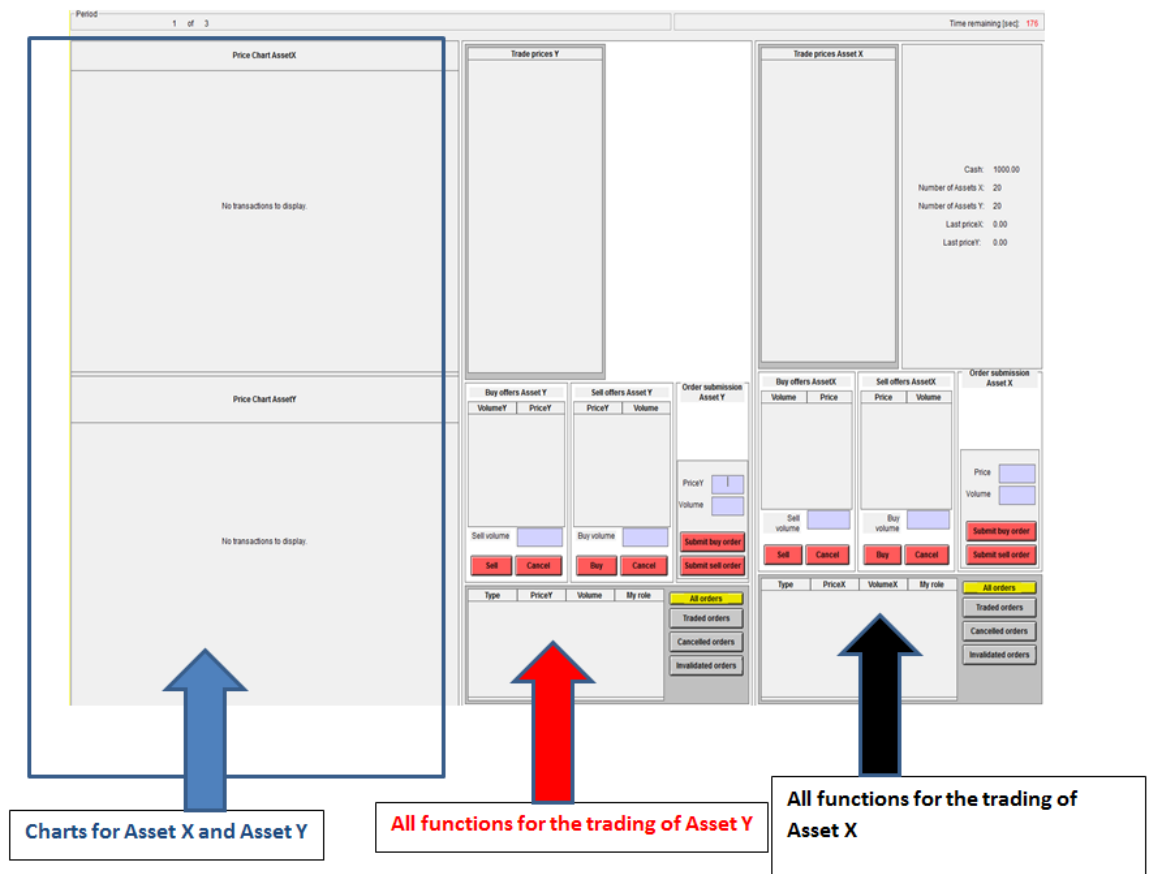 Period
1 of 3
Time remaining [sec]: 176
Price Chart AssetX
No transactions to display.
Price Chart AssetY
No transactions to display.
Trade prices Y
Buy offers Asset Y
VolumeY PriceY
Sell volume
Sell Cancel
Sell offers Asset Y
PriceY Volume
Buy volume
Buy Cancel
Order submission
Asset Y
PriceY
Volume
Submit buy order
Submit sell order
Type PriceY Volume My role
All orders
Traded orders
Cancelled orders
Invalidated orders
Trade prices Asset X
Cash: 1000.00
Number of Assets X: 20
Number of Assets Y: 20
Last priceX: 0.00
Last priceY: 0.00
Buy offers AssetX
Volume Price
Sell
volume
Sell Cancel
Sell offers AssetX
Price Volume
Buy
volume
Buy Cancel
Order submission
Asset X
Price
Volume
Submit buy order
Submit sell order
Type PriceX VolumeX My role
All orders
Traded orders
Cancelled orders
Invalidated orders
Charts for Asset X and Asset Y
All functions for the trading of Asset Y
All functions for the trading of
Asset X